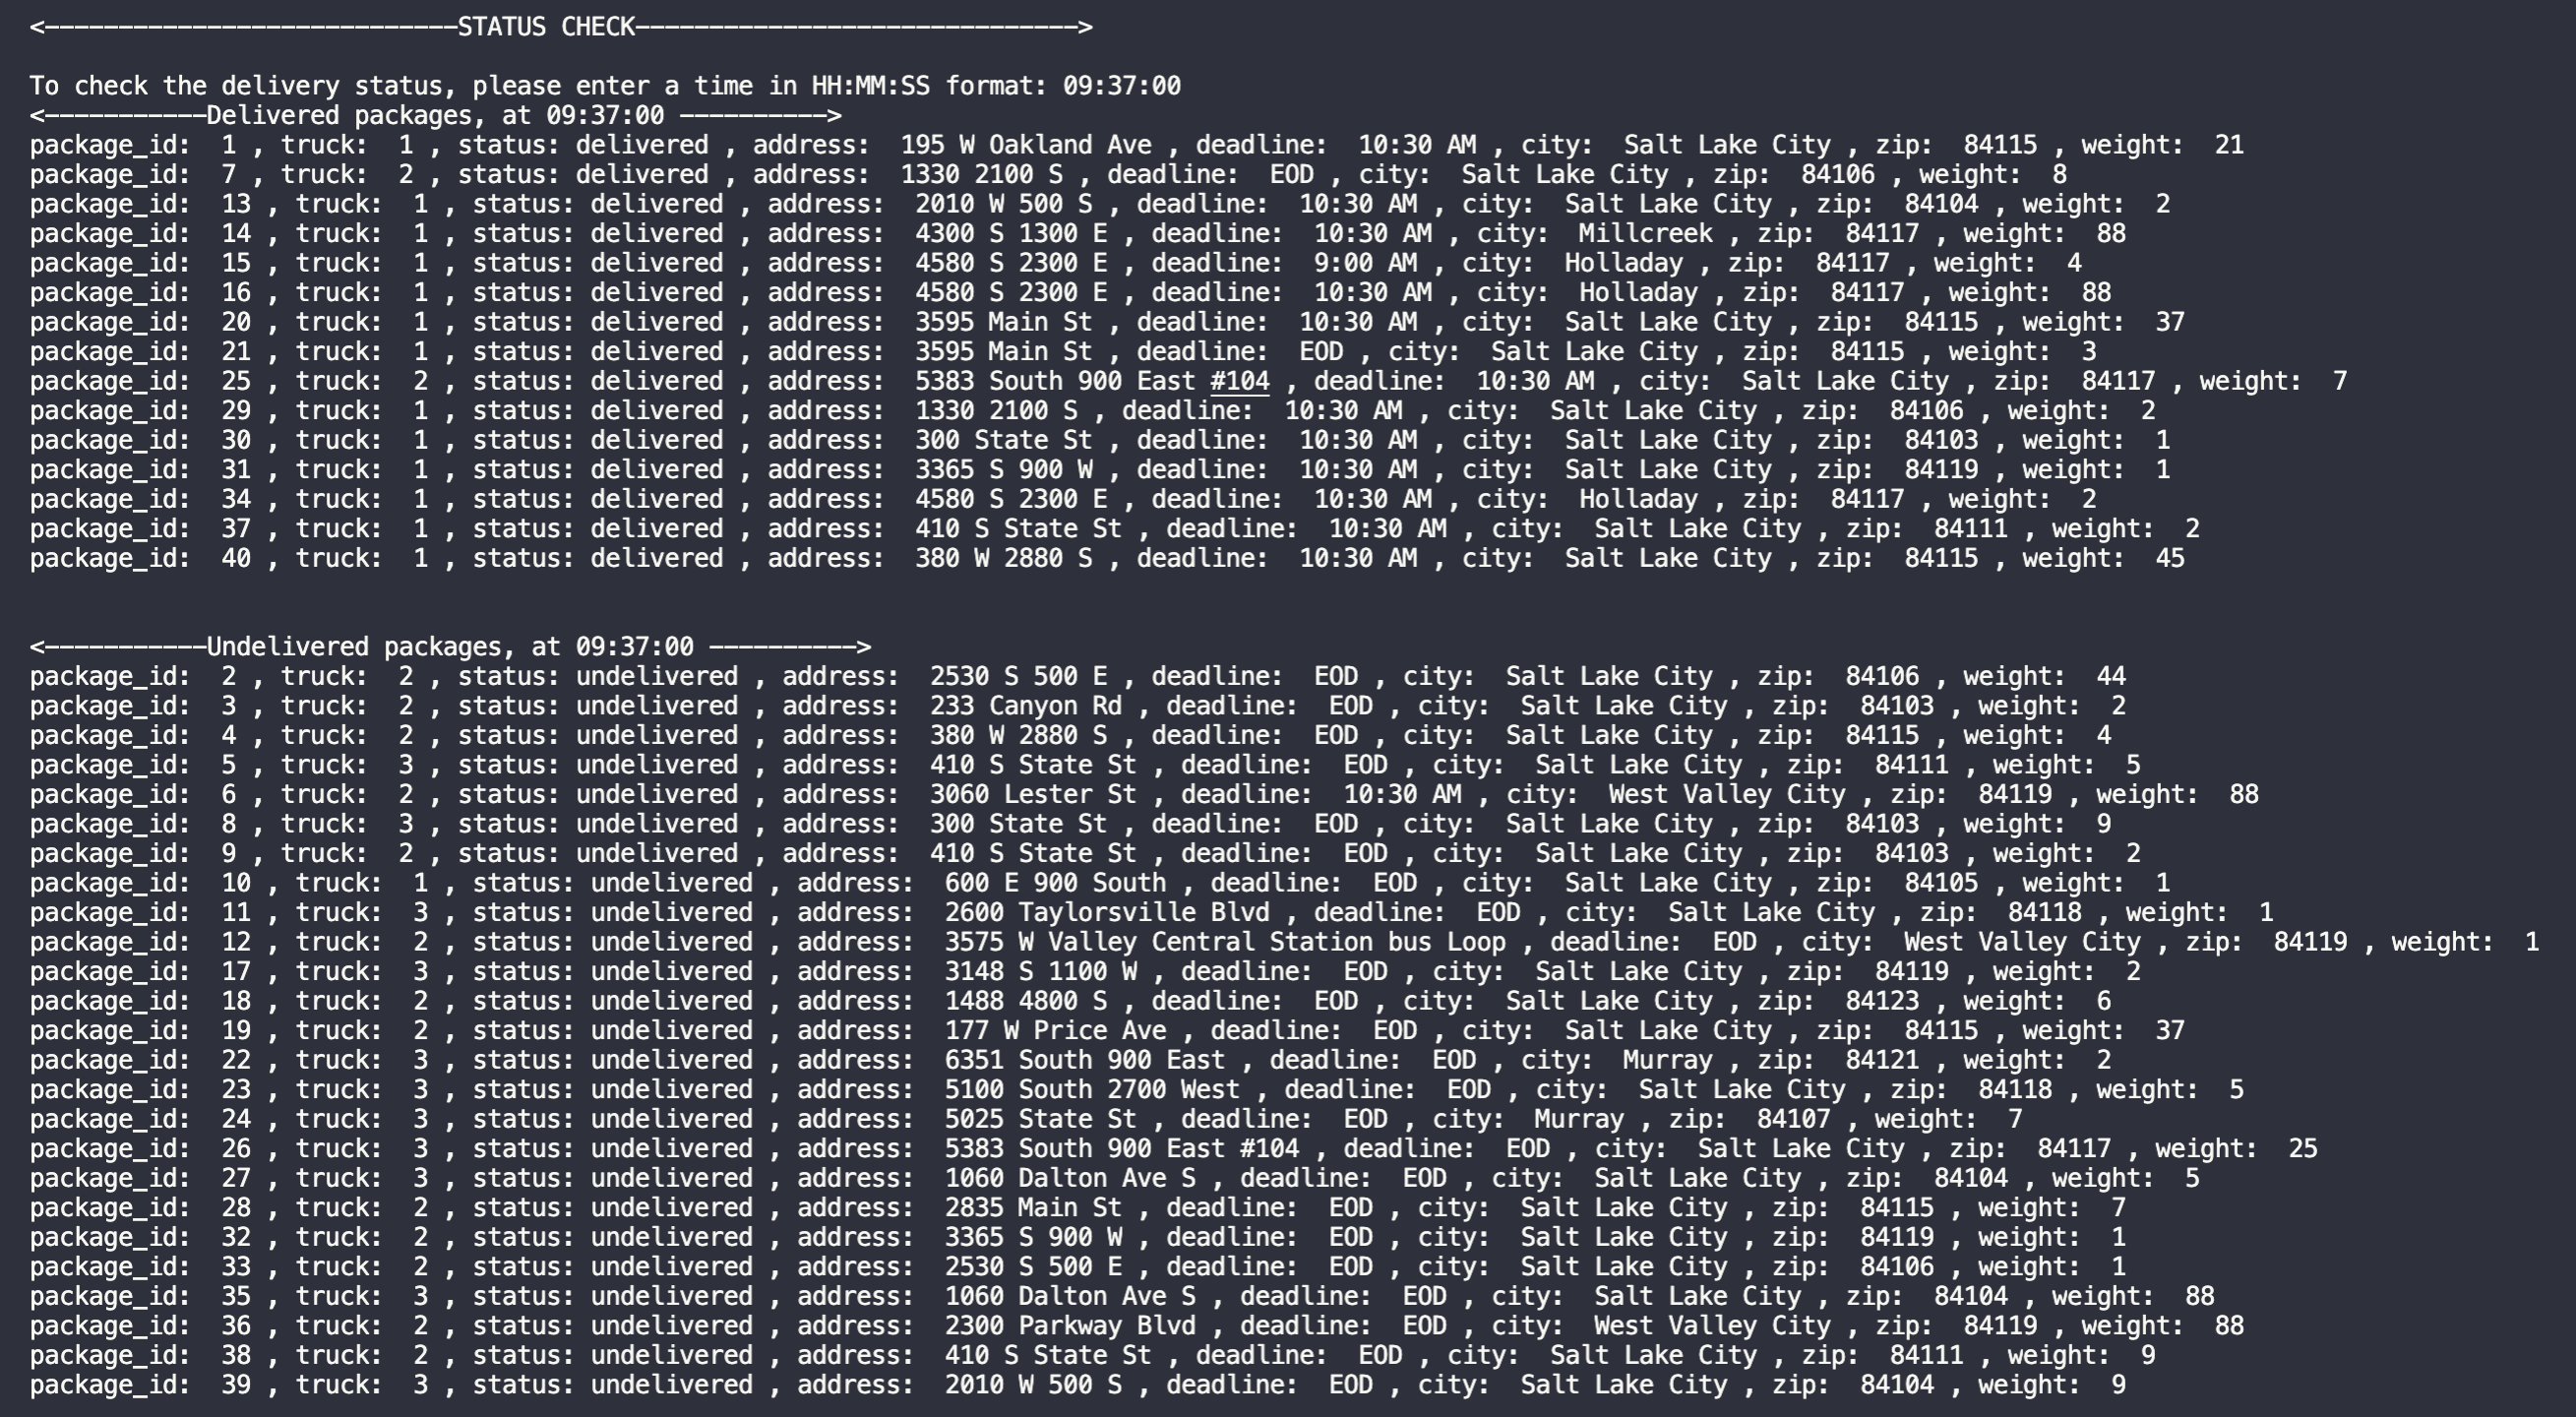 <----------------------------STATUS CHECK------------------------------>
To check the delivery status, please enter a time in HH:MM:SS format: 09:37:00
<-----------Delivered packages, at 09:37:00 ---------->
package_id:  1 , truck:  1 , status: delivered , address:  195 W Oakland Ave , deadline:  10:30 AM , city:  Salt Lake City , zip:  84115 , weight:  21
package_id:  7 , truck:  2 , status: delivered , address:  1330 2100 S , deadline:  EOD , city:  Salt Lake City , zip:  84106 , weight:  8
package_id:  13 , truck:  1 , status: delivered , address:  2010 W 500 S , deadline:  10:30 AM , city:  Salt Lake City , zip:  84104 , weight:  2
package_id:  14 , truck:  1 , status: delivered , address:  4300 S 1300 E , deadline:  10:30 AM , city:  Millcreek , zip:  84117 , weight:  88
package_id:  15 , truck:  1 , status: delivered , address:  4580 S 2300 E , deadline:  9:00 AM , city:  Holladay , zip:  84117 , weight:  4
package_id:  16 , truck:  1 , status: delivered , address:  4580 S 2300 E , deadline:  10:30 AM , city:  Holladay , zip:  84117 , weight:  88
package_id:  20 , truck:  1 , status: delivered , address:  3595 Main St , deadline:  10:30 AM , city:  Salt Lake City , zip:  84115 , weight:  37
package_id:  21 , truck:  1 , status: delivered , address:  3595 Main St , deadline:  EOD , city:  Salt Lake City , zip:  84115 , weight:  3
package_id:  25 , truck:  2 , status: delivered , address:  5383 South 900 East #104 , deadline:  10:30 AM , city:  Salt Lake City , zip:  84117 , weight:  7
package_id:  29 , truck:  1 , status: delivered , address:  1330 2100 S , deadline:  10:30 AM , city:  Salt Lake City , zip:  84106 , weight:  2
package_id:  30 , truck:  1 , status: delivered , address:  300 State St , deadline:  10:30 AM , city:  Salt Lake City , zip:  84103 , weight:  1
package_id:  31 , truck:  1 , status: delivered , address:  3365 S 900 W , deadline:  10:30 AM , city:  Salt Lake City , zip:  84119 , weight:  1
package_id:  34 , truck:  1 , status: delivered , address:  4580 S 2300 E , deadline:  10:30 AM , city:  Holladay , zip:  84117 , weight:  2
package_id:  37 , truck:  1 , status: delivered , address:  410 S State St , deadline:  10:30 AM , city:  Salt Lake City , zip:  84111 , weight:  2
package_id:  40 , truck:  1 , status: delivered , address:  380 W 2880 S , deadline:  10:30 AM , city:  Salt Lake City , zip:  84115 , weight:  45
<-----------Undelivered packages, at 09:37:00 ---------->
package_id:  2 , truck:  2 , status: undelivered , address:  2530 S 500 E , deadline:  EOD , city:  Salt Lake City , zip:  84106 , weight:  44
package_id:  3 , truck:  2 , status: undelivered , address:  233 Canyon Rd , deadline:  EOD , city:  Salt Lake City , zip:  84103 , weight:  2
package_id:  4 , truck:  2 , status: undelivered , address:  380 W 2880 S , deadline:  EOD , city:  Salt Lake City , zip:  84115 , weight:  4
package_id:  5 , truck:  3 , status: undelivered , address:  410 S State St , deadline:  EOD , city:  Salt Lake City , zip:  84111 , weight:  5
package_id:  6 , truck:  2 , status: undelivered , address:  3060 Lester St , deadline:  10:30 AM , city:  West Valley City , zip:  84119 , weight:  88
package_id:  8 , truck:  3 , status: undelivered , address:  300 State St , deadline:  EOD , city:  Salt Lake City , zip:  84103 , weight:  9
package_id:  9 , truck:  2 , status: undelivered , address:  410 S State St , deadline:  EOD , city:  Salt Lake City , zip:  84103 , weight:  2
package_id:  10 , truck:  1 , status: undelivered , address:  600 E 900 South , deadline:  EOD , city:  Salt Lake City , zip:  84105 , weight:  1
package_id:  11 , truck:  3 , status: undelivered , address:  2600 Taylorsville Blvd , deadline:  EOD , city:  Salt Lake City , zip:  84118 , weight:  1
package_id:  12 , truck:  2 , status: undelivered , address:  3575 W Valley Central Station bus Loop , deadline:  EOD , city:  West Valley City , zip:  84119 , weight:  1
package_id:  17 , truck:  3 , status: undelivered , address:  3148 S 1100 W , deadline:  EOD , city:  Salt Lake City , zip:  84119 , weight:  2
package_id:  18 , truck:  2 , status: undelivered , address:  1488 4800 S , deadline:  EOD , city:  Salt Lake City , zip:  84123 , weight:  6
package_id:  19 , truck:  2 , status: undelivered , address:  177 W Price Ave , deadline:  EOD , city:  Salt Lake City , zip:  84115 , weight:  37
package_id:  22 , truck:  3 , status: undelivered , address:  6351 South 900 East , deadline:  EOD , city:  Murray , zip:  84121 , weight:  2
package_id:  23 , truck:  3 , status: undelivered , address:  5100 South 2700 West , deadline:  EOD , city:  Salt Lake City , zip:  84118 , weight:  5
package_id:  24 , truck:  3 , status: undelivered , address:  5025 State St , deadline:  EOD , city:  Murray , zip:  84107 , weight:  7
package_id:  26 , truck:  3 , status: undelivered , address:  5383 South 900 East #104 , deadline:  EOD , city:  Salt Lake City , zip:  84117 , weight:  25
package_id:  27 , truck:  3 , status: undelivered , address:  1060 Dalton Ave S , deadline:  EOD , city:  Salt Lake City , zip:  84104 , weight:  5
package_id:  28 , truck:  2 , status: undelivered , address:  2835 Main St , deadline:  EOD , city:  Salt Lake City , zip:  84115 , weight:  7
package_id:  32 , truck:  2 , status: undelivered , address:  3365 S 900 W , deadline:  EOD , city:  Salt Lake City , zip:  84119 , weight:  1
package_id:  33 , truck:  2 , status: undelivered , address:  2530 S 500 E , deadline:  EOD , city:  Salt Lake City , zip:  84106 , weight:  1
package_id:  35 , truck:  3 , status: undelivered , address:  1060 Dalton Ave S , deadline:  EOD , city:  Salt Lake City , zip:  84104 , weight:  88
package_id:  36 , truck:  2 , status: undelivered , address:  2300 Parkway Blvd , deadline:  EOD , city:  West Valley City , zip:  84119 , weight:  88
package_id:  38 , truck:  2 , status: undelivered , address:  410 S State St , deadline:  EOD , city:  Salt Lake City , zip:  84111 , weight:  9
package_id:  39 , truck:  3 , status: undelivered , address:  2010 W 500 S , deadline:  EOD , city:  Salt Lake City , zip:  84104 , weight:  9